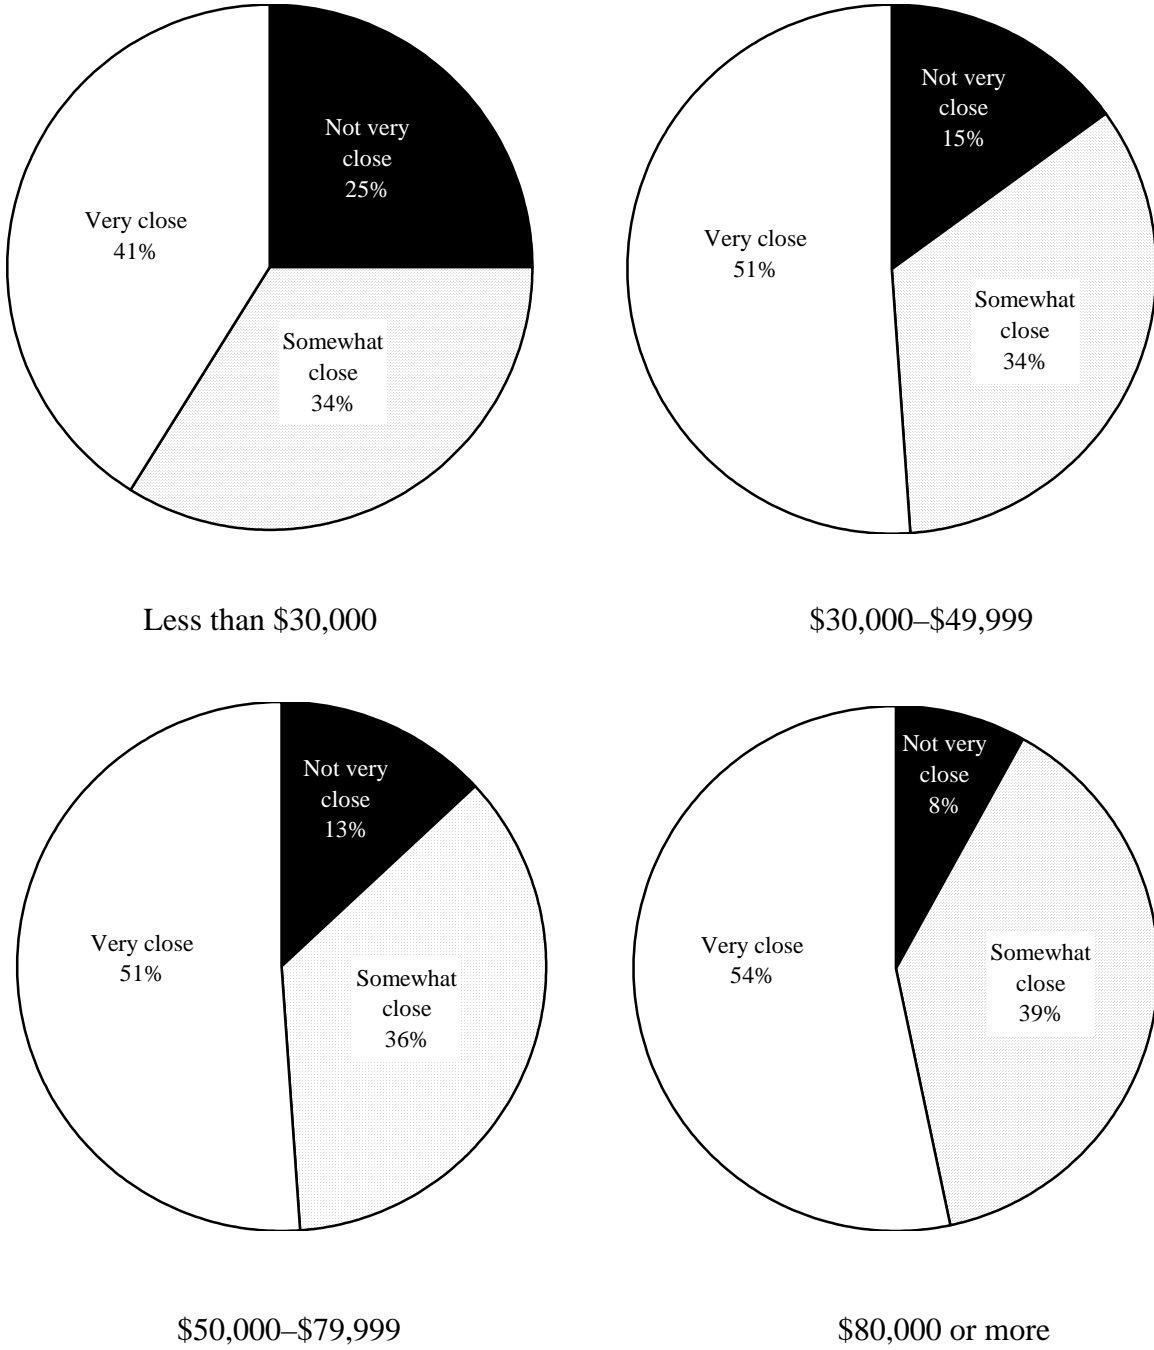 Not very
close
25%
Very close
41%
Somewhat
close
34%
Less than $30,000
Not very
close
15%
Very close
51%
Somewhat
close
34%
$30,000–$49,999
Not very
close
13%
Very close
51%
Somewhat
close
36%
$50,000–$79,999
Not very
close
8%
Very close
54%
Somewhat
close
39%
$80,000 or more